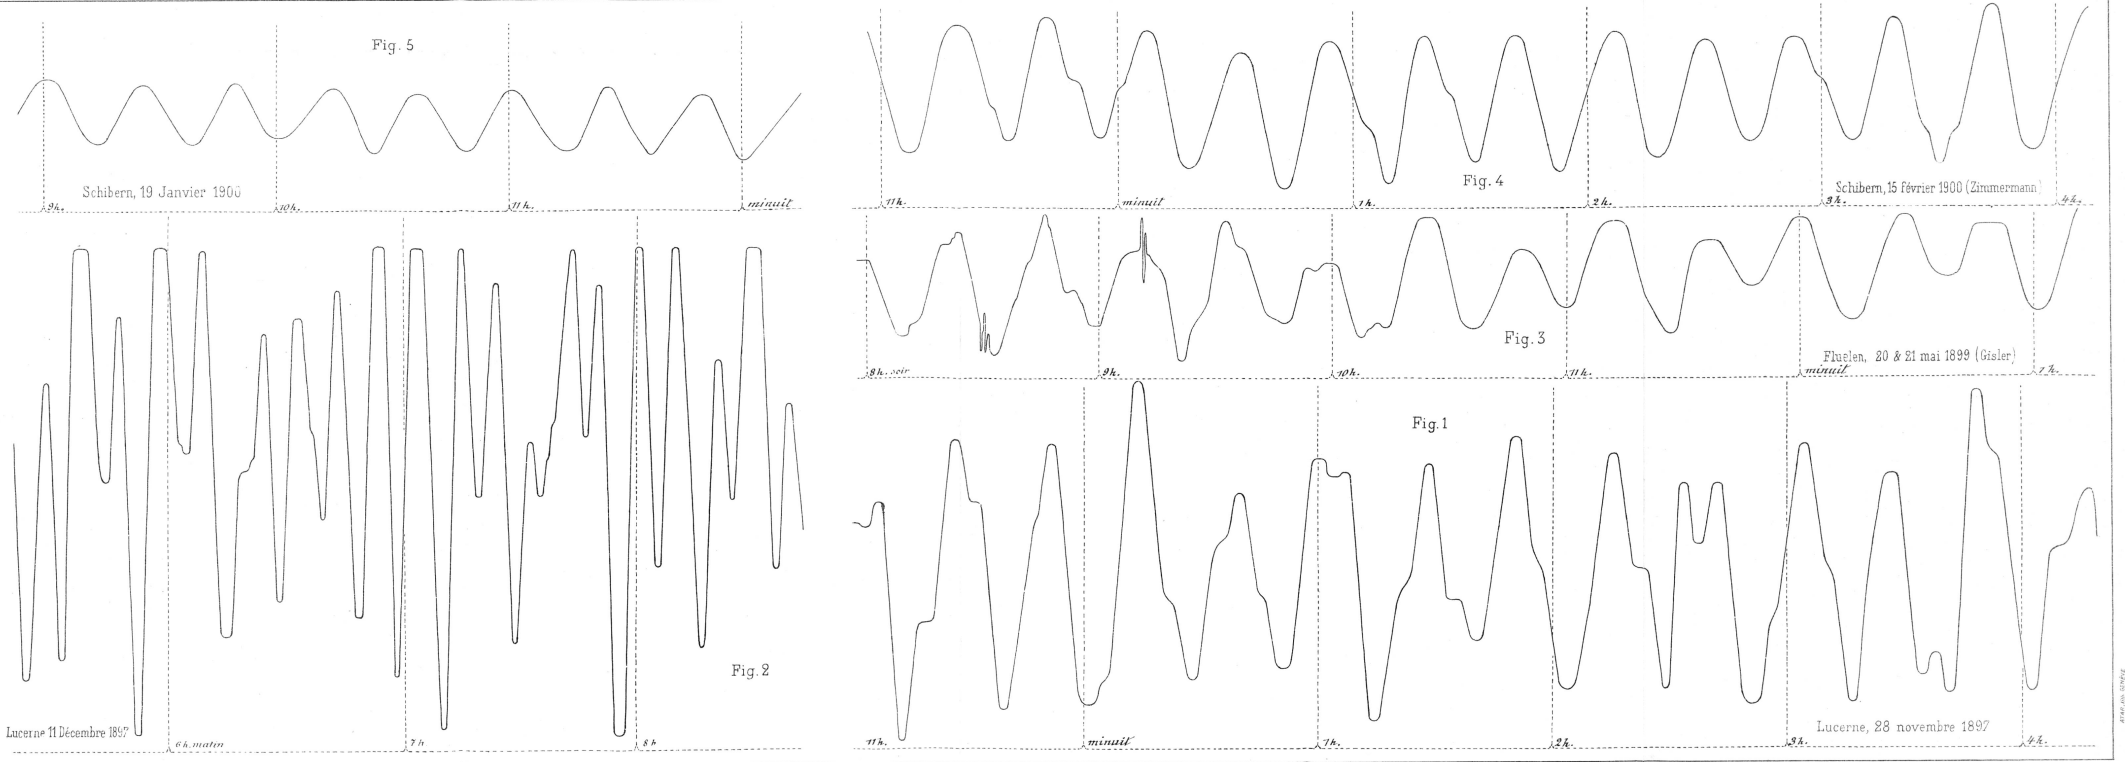 Fig. 5
Schibern, 19 Janvier 1900
9h.
10h.
11h.
minuit
Fig. 4
Schibern, 15 février 1900 (Zimmermann)
11h.
minuit
1h.
2h.
3h.
4h.
Fig. 3
Fluelen, 20 & 21 mai 1899 (Gisler)
8h. soir
9h.
10h.
11h.
minuit
1h.
Fig. 2
Lucerne 11 Décembre 1897
6h. matin
7h
8h
Fig. 1
Lucerne, 28 novembre 1897
11h.
minuit
1h.
2h.
3h.
4h.